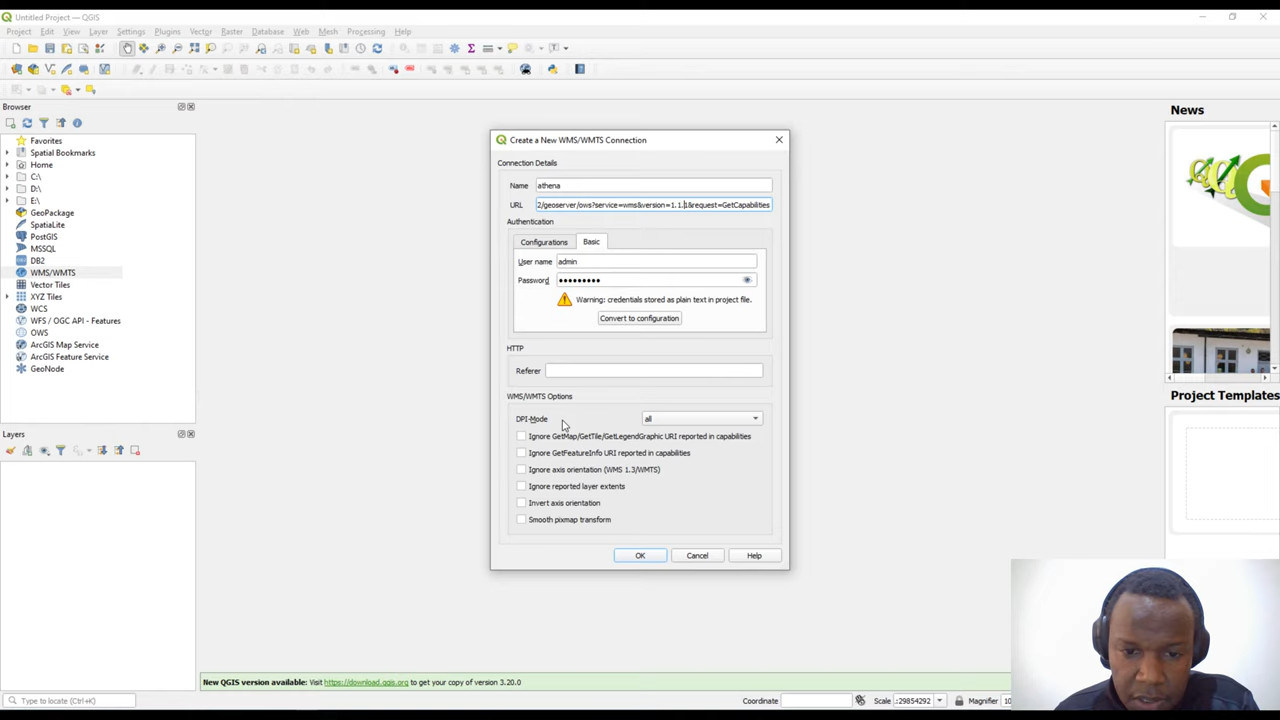 Untitled Project — QGIS
Project Edit View Layer Settings Plugins Vector Raster Database Web Mesh Processing Help
Browser
Favorites
Spatial Bookmarks
Home
C:\
D:\
E:\
GeoPackage
SpatiaLite
PostGIS
MSSQL
DB2
WMS/WMTS
Vector Tiles
XYZ Tiles
WCS
WFS / OGC API - Features
OWS
ArcGIS Map Service
ArcGIS Feature Service
GeoNode
Layers
Create a New WMS/WMTS Connection
Connection Details
Name athena
URL 2/geoserver/ows?service=wms&version=1.1.1&request=GetCapabilities
Authentication
Configurations Basic
User name admin
Password •••••••••
Warning: credentials stored as plain text in project file.
Convert to configuration
HTTP
Referer
WMS/WMTS Options
DPI-Mode all
Ignore GetMap/GetTile/GetLegendGraphic URI reported in capabilities
Ignore GetFeatureInfo URI reported in capabilities
Ignore axis orientation (WMS 1.3/WMTS)
Ignore reported layer extents
Invert axis orientation
Smooth pixmap transform
OK Cancel Help
News
Project Templates
New QGIS version available: Visit https://download.qgis.org to get your copy of version 3.20.0
Type to locate (Ctrl+K)
Coordinate
Scale :29854292
Magnifier 10